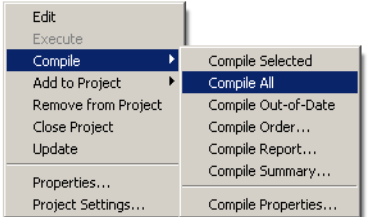 Edit
Execute
Compile
Add to Project
Remove from Project
Close Project
Update
Properties...
Project Settings...
Compile Selected
Compile All
Compile Out-of-Date
Compile Order...
Compile Report...
Compile Summary...
Compile Properties...